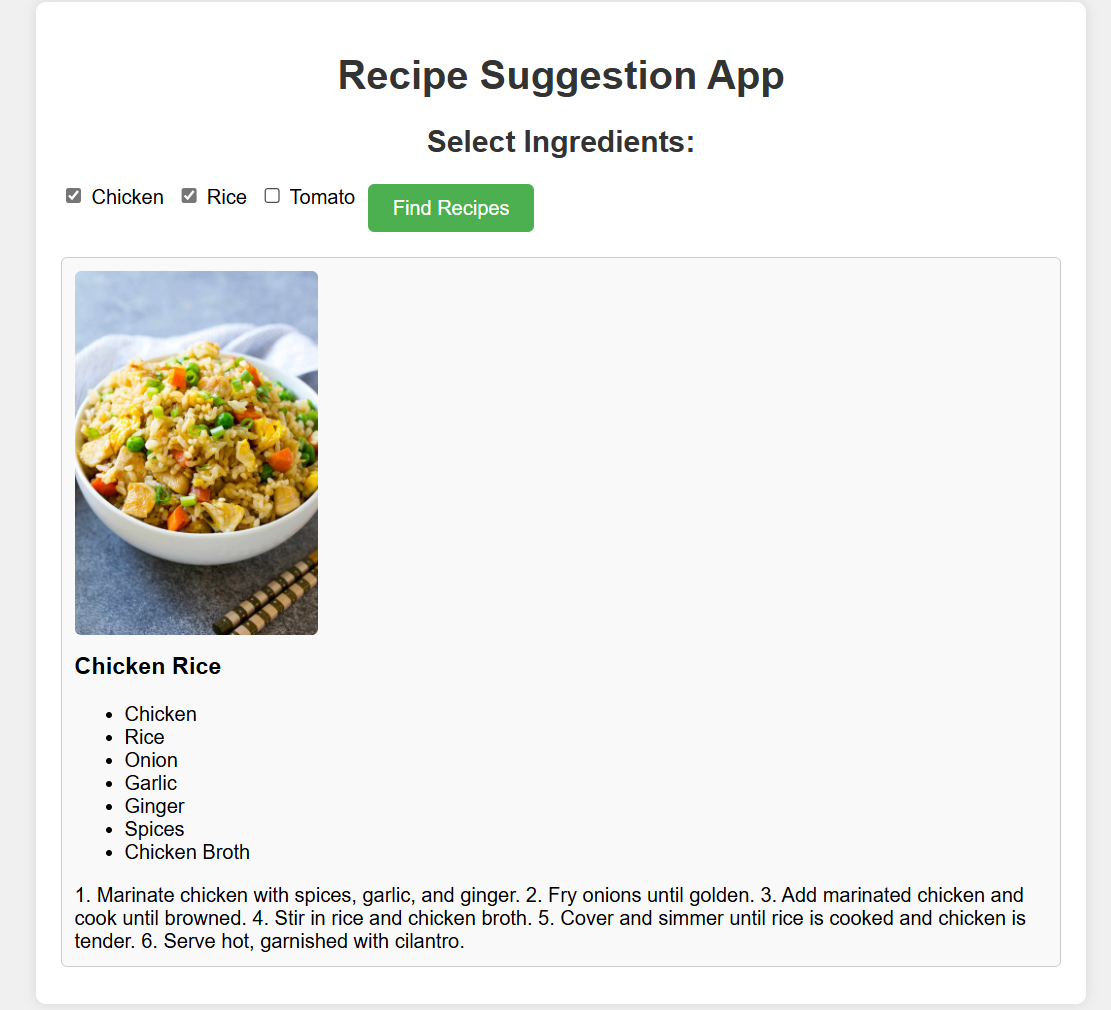 Recipe Suggestion App
Select Ingredients:
Chicken Rice Tomato Find Recipes
Chicken Rice
Chicken
Rice
Onion
Garlic
Ginger
Spices
Chicken Broth
1. Marinate chicken with spices, garlic, and ginger. 2. Fry onions until golden. 3. Add marinated chicken and
cook until browned. 4. Stir in rice and chicken broth. 5. Cover and simmer until rice is cooked and chicken is
tender. 6. Serve hot, garnished with cilantro.